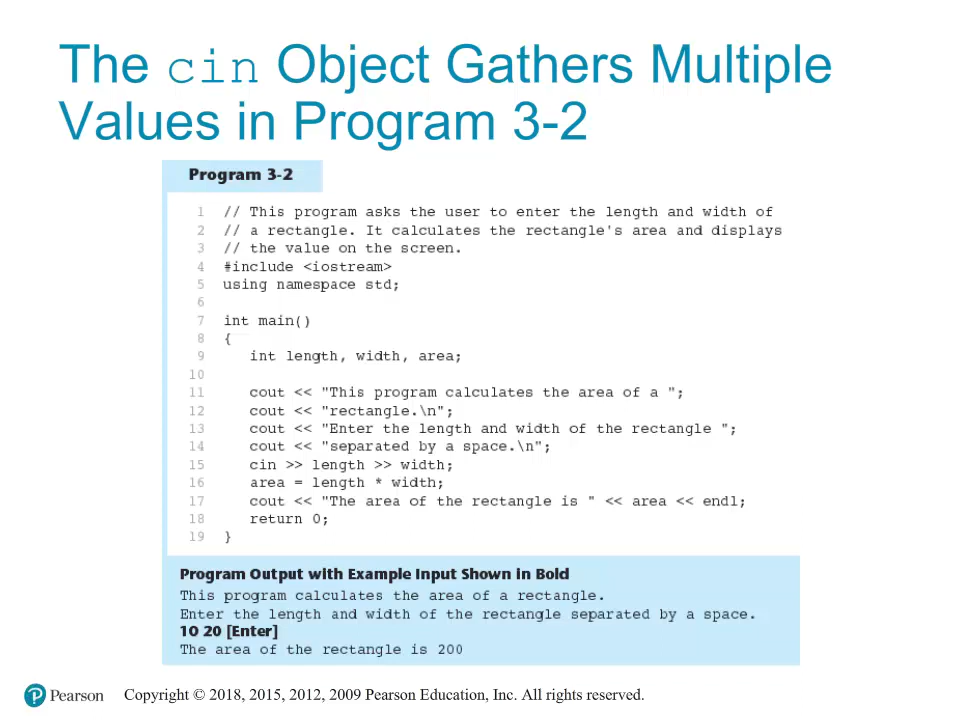 The cin Object Gathers Multiple
Values in Program 3-2
Program 3-2
1 // This program asks the user to enter the length and width of
2 // a rectangle. It calculates the rectangle's area and displays
3 // the value on the screen.
4 #include <iostream>
5 using namespace std;
6
7 int main()
8 {
9    int length, width, area;
10
11    cout << "This program calculates the area of a ";
12    cout << "rectangle.\n";
13    cout << "Enter the length and width of the rectangle ";
14    cout << "separated by a space.\n";
15    cin >> length >> width;
16    area = length * width;
17    cout << "The area of the rectangle is " << area << endl;
18    return 0;
19 }
Program Output with Example Input Shown in Bold
This program calculates the area of a rectangle.
Enter the length and width of the rectangle separated by a space.
10 20 [Enter]
The area of the rectangle is 200
P Pearson Copyright © 2018, 2015, 2012, 2009 Pearson Education, Inc. All rights reserved.